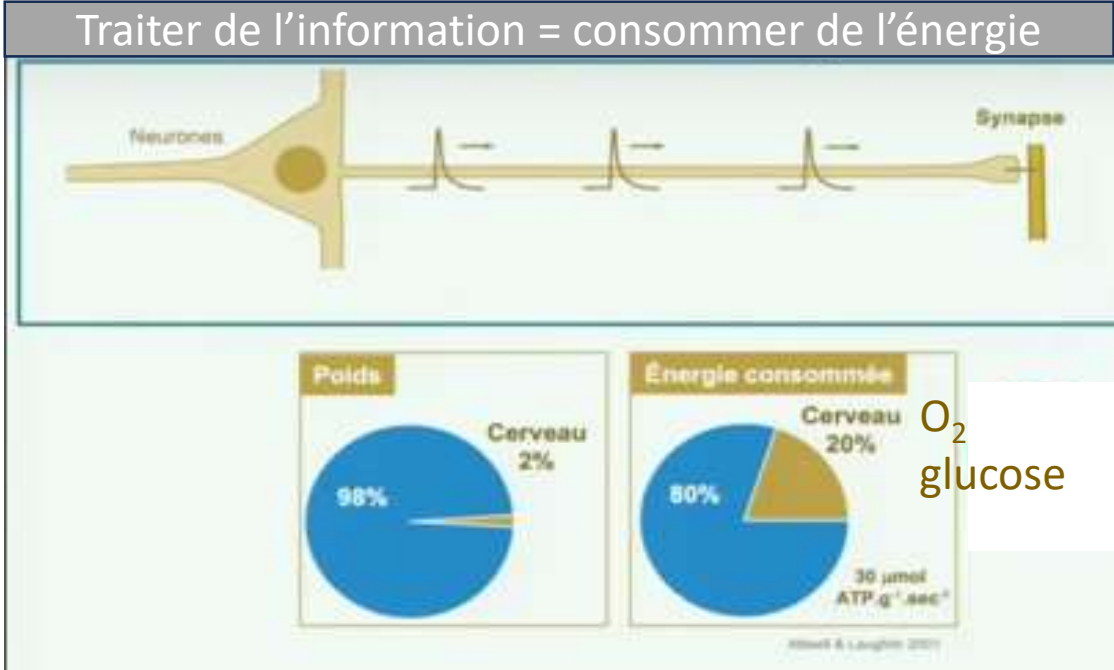 Traiter de l’information = consommer de l’énergie
Neurones
Synapse
Poids
Cerveau
2%
98%
Énergie consommée
Cerveau
20%
80%
30 µmol
ATP.g⁻¹.sec⁻¹
O₂
glucose
Attwell & Laughlin 2001